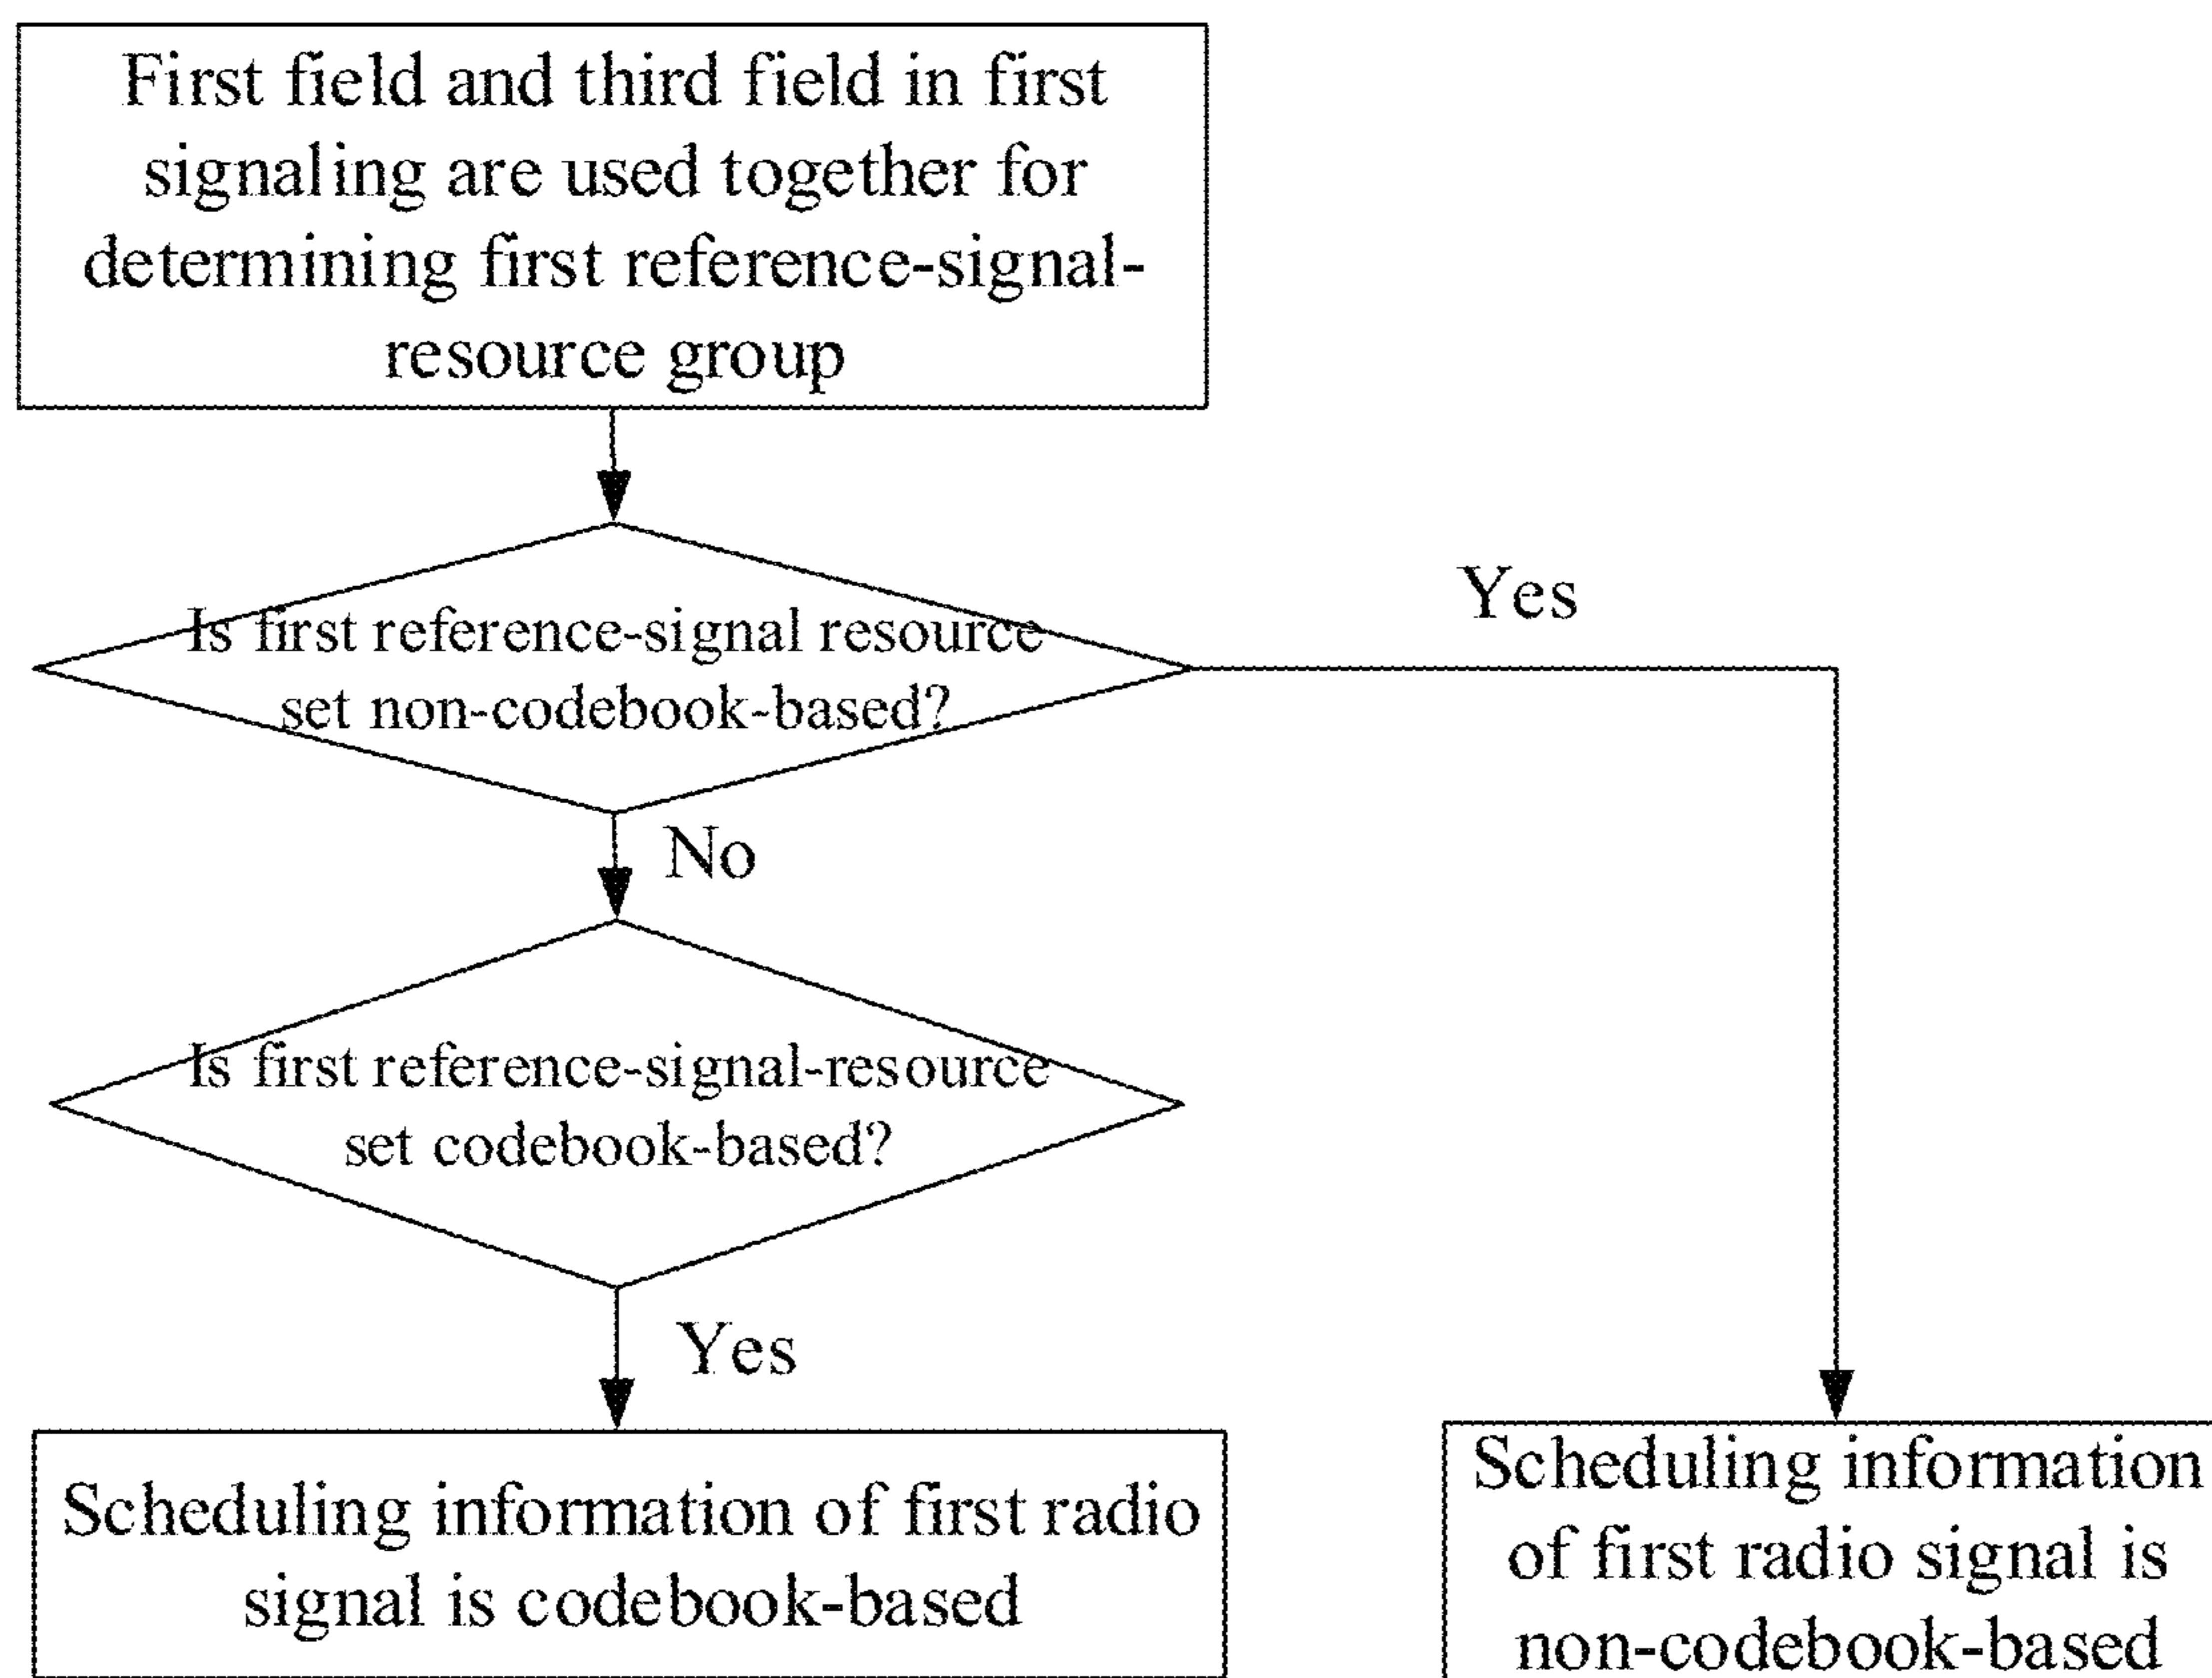 First field and third field in first
signaling are used together for
determining first reference-signal-
resource group
Is first reference-signal resource
set non-codebook-based?
Yes
No
Is first reference-signal-resource
set codebook-based?
Yes
Scheduling information of first radio
signal is codebook-based
Scheduling information
of first radio signal is
non-codebook-based